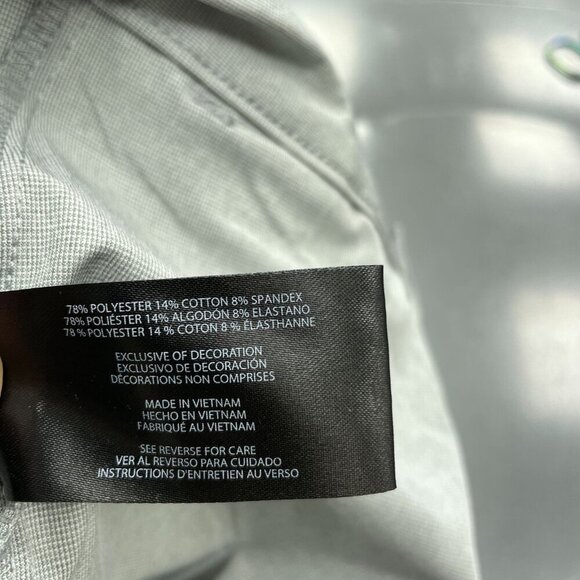 78% POLYESTER 14% COTTON 8% SPANDEX
78% POLIÉSTER 14% ALGODÓN 8% ELASTANO
78 % POLYESTER 14 % COTON 8 % ÉLASTHANNE
EXCLUSIVE OF DECORATION
EXCLUSIVO DE DECORACIÓN
DÉCORATIONS NON COMPRISES
MADE IN VIETNAM
HECHO EN VIETNAM
FABRIQUÉ AU VIETNAM
SEE REVERSE FOR CARE
VER AL REVERSO PARA CUIDADO
INSTRUCTIONS D'ENTRETIEN AU VERSO